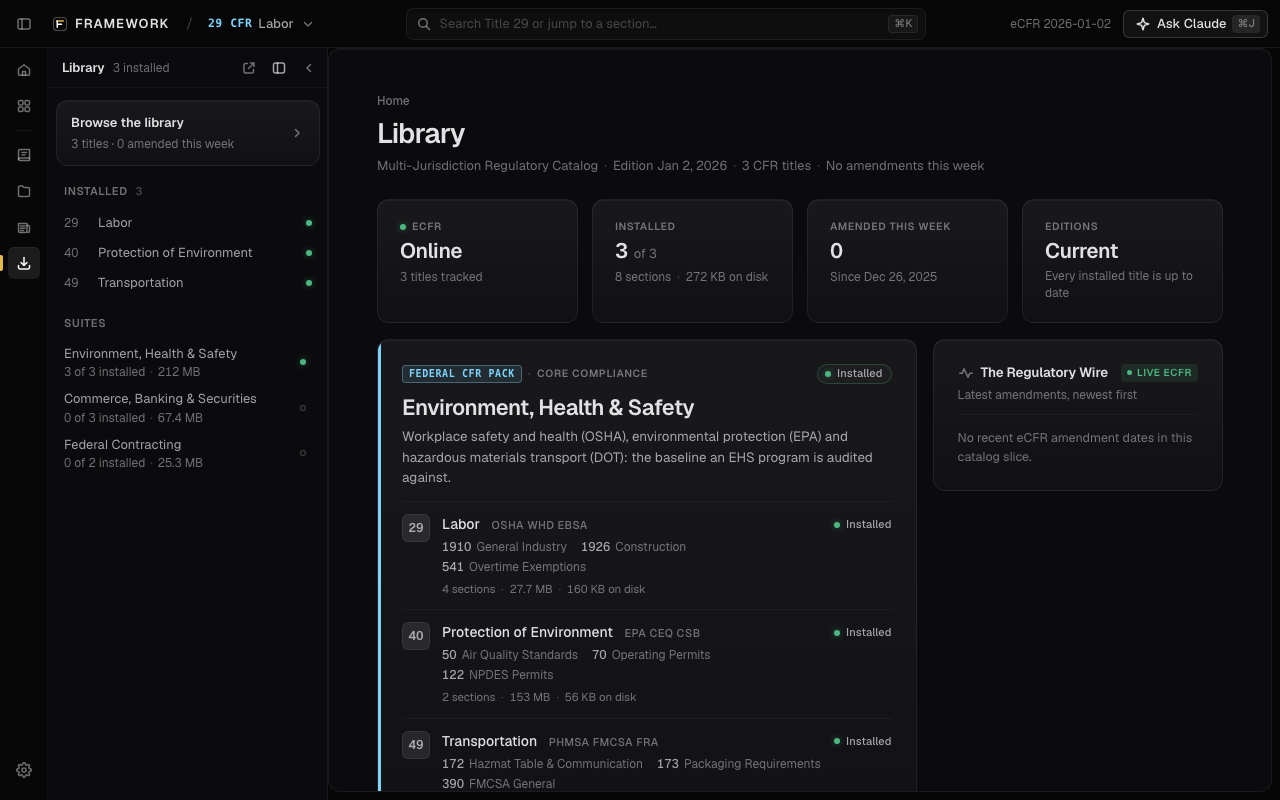 FRAMEWORK / 29 CFR Labor
Search Title 29 or jump to a section... ⌘K
eCFR 2026-01-02
Ask Claude ⌘J
Library 3 installed
Browse the library
3 titles · 0 amended this week
INSTALLED 3
29 Labor
40 Protection of Environment
49 Transportation
SUITES
Environment, Health & Safety
3 of 3 installed · 212 MB
Commerce, Banking & Securities
0 of 3 installed · 67.4 MB
Federal Contracting
0 of 2 installed · 25.3 MB
Home
Library
Multi-Jurisdiction Regulatory Catalog · Edition Jan 2, 2026 · 3 CFR titles · No amendments this week
ECFR
Online
3 titles tracked
INSTALLED
3 of 3
8 sections · 272 KB on disk
AMENDED THIS WEEK
0
Since Dec 26, 2025
EDITIONS
Current
Every installed title is up to
date
FEDERAL CFR PACK · CORE COMPLIANCE
Installed
Environment, Health & Safety
Workplace safety and health (OSHA), environmental protection (EPA) and
hazardous materials transport (DOT): the baseline an EHS program is audited
against.
29 Labor OSHA WHD EBSA Installed
1910 General Industry 1926 Construction
541 Overtime Exemptions
4 sections · 27.7 MB · 160 KB on disk
40 Protection of Environment EPA CEQ CSB Installed
50 Air Quality Standards 70 Operating Permits
122 NPDES Permits
2 sections · 153 MB · 56 KB on disk
49 Transportation PHMSA FMCSA FRA Installed
172 Hazmat Table & Communication 173 Packaging Requirements
390 FMCSA General
The Regulatory Wire LIVE ECFR
Latest amendments, newest first
No recent eCFR amendment dates in this
catalog slice.